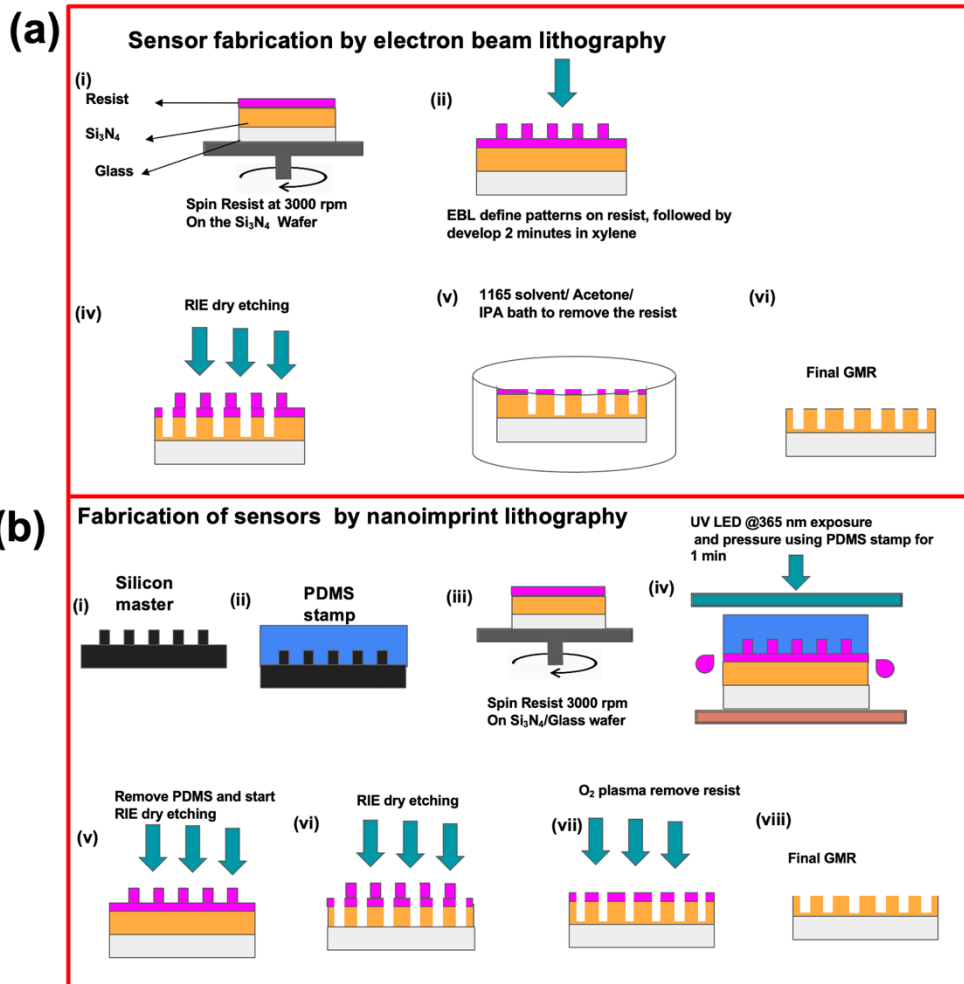 (a)
Sensor fabrication by electron beam lithography
(i)
Resist
Si₃N₄
Glass
Spin Resist at 3000 rpm
On the Si₃N₄ Wafer
(ii)
EBL define patterns on resist, followed by
develop 2 minutes in xylene
(iv)
RIE dry etching
(v)
1165 solvent/ Acetone/
IPA bath to remove the resist
(vi)
Final GMR
(b)
Fabrication of sensors by nanoimprint lithography
(i)
Silicon
master
(ii)
PDMS
stamp
(iii)
Spin Resist 3000 rpm
On Si₃N₄/Glass wafer
UV LED @365 nm exposure
and pressure using PDMS stamp for
1 min
(iv)
Remove PDMS and start
RIE dry etching
(v)
(vi)
RIE dry etching
O₂ plasma remove resist
(vii)
(viii)
Final GMR